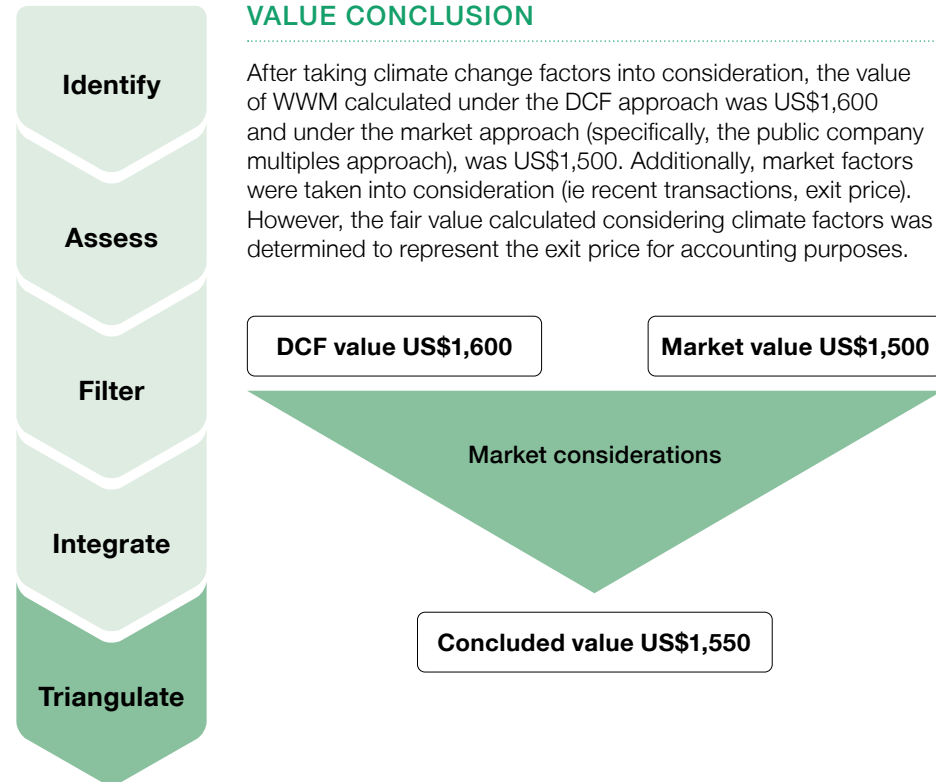 Identify
Assess
Filter
Integrate
Triangulate
VALUE CONCLUSION
After taking climate change factors into consideration, the value
of WWM calculated under the DCF approach was US$1,600
and under the market approach (specifically, the public company
multiples approach), was US$1,500. Additionally, market factors
were taken into consideration (ie recent transactions, exit price).
However, the fair value calculated considering climate factors was
determined to represent the exit price for accounting purposes.
DCF value US$1,600
Market value US$1,500
Market considerations
Concluded value US$1,550